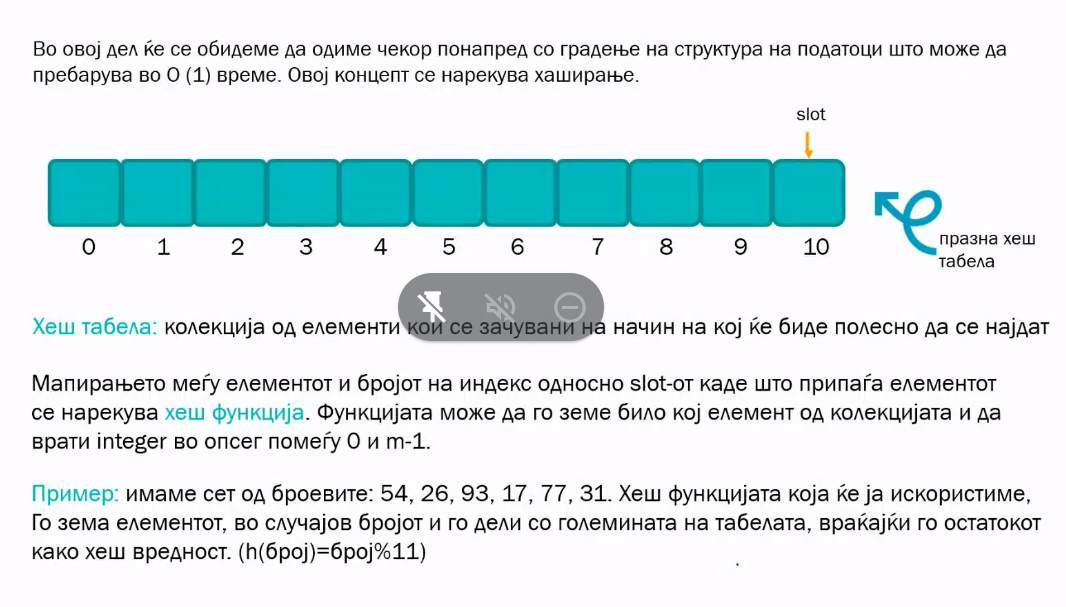 Во овој дел ќе се обидеме да одиме чекор понапред со градење на структура на податоци што може да
пребарува во О (1) време. Овој концепт се нарекува хаширање.
slot
0 1 2 3 4 5 6 7 8 9 10
празна хеш
табела
Хеш табела: колекција од елементи кои се зачувани на начин на кој ќе биде полесно да се најдат
Мапирањето меѓу елементот и бројот на индекс односно slot-от каде што припаѓа елементот
се нарекува хеш функција. Функцијата може да го земе било кој елемент од колекцијата и да
врати integer во опсег помеѓу 0 и m-1.
Пример: имаме сет од броевите: 54, 26, 93, 17, 77, 31. Хеш функцијата која ќе ја искористиме,
Го зема елементот, во случајов бројот и го дели со големината на табелата, враќајќи го остатокот
како хеш вредност. (h(број)=број%11)